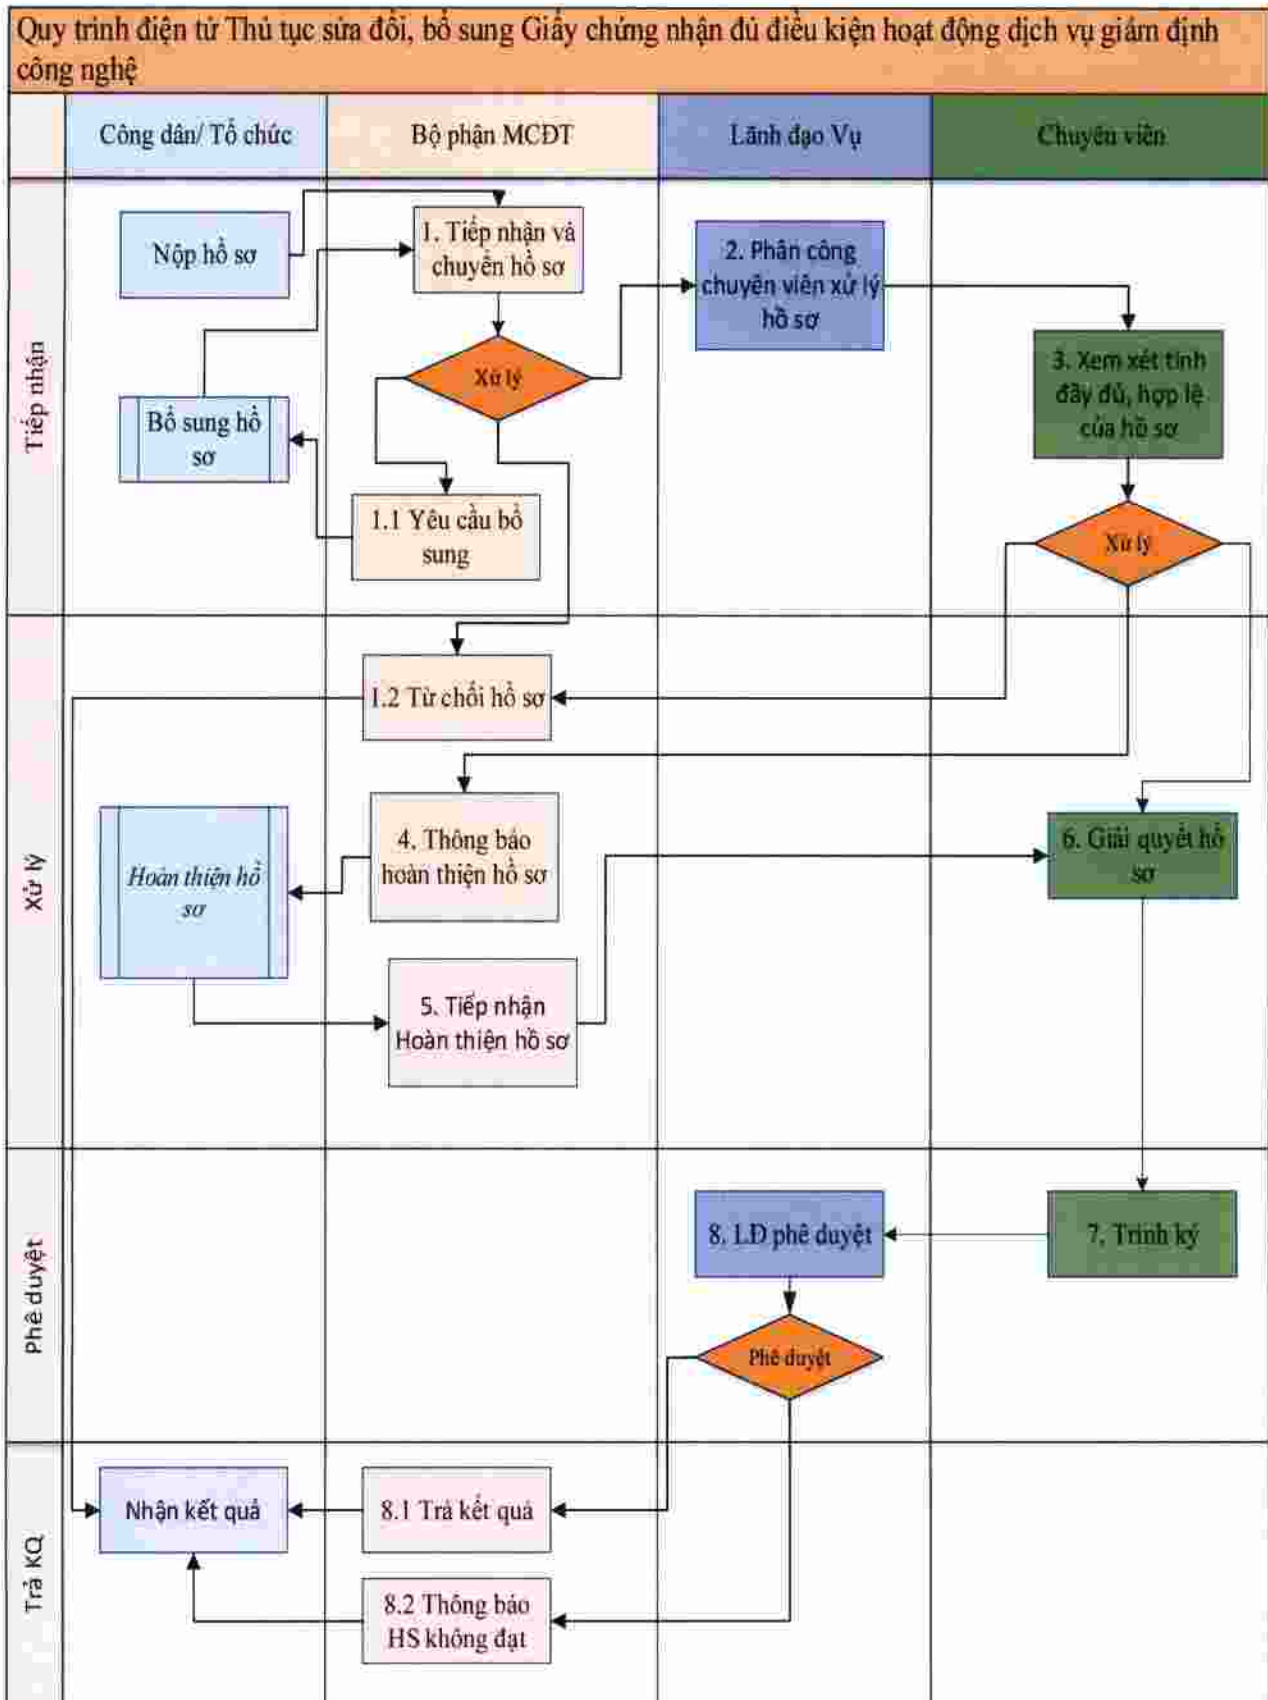 Quy trình điện tử Thủ tục sửa đổi, bổ sung Giấy chứng nhận đủ điều kiện hoạt động dịch vụ giám định
công nghệ
Công dân/ Tổ chức
Bộ phận MCĐT
Lãnh đạo Vụ
Chuyên viên
Tiếp nhận
Nộp hồ sơ
1. Tiếp nhận và
chuyển hồ sơ
2. Phân công
chuyên viên xử lý
hồ sơ
3. Xem xét tính
đầy đủ, hợp lệ
của hồ sơ
Xử lý
Bổ sung hồ
sơ
1.1 Yêu cầu bổ
sung
Xử lý
Xử lý
1.2 Từ chối hồ sơ
Hoàn thiện hồ
sơ
4. Thông báo
hoàn thiện hồ sơ
6. Giải quyết hồ
sơ
5. Tiếp nhận
Hoàn thiện hồ sơ
Phê duyệt
8. LĐ phê duyệt
7. Trình ký
Phê duyệt
Trả KQ
Nhận kết quả
8.1 Trả kết quả
8.2 Thông báo
HS không đạt